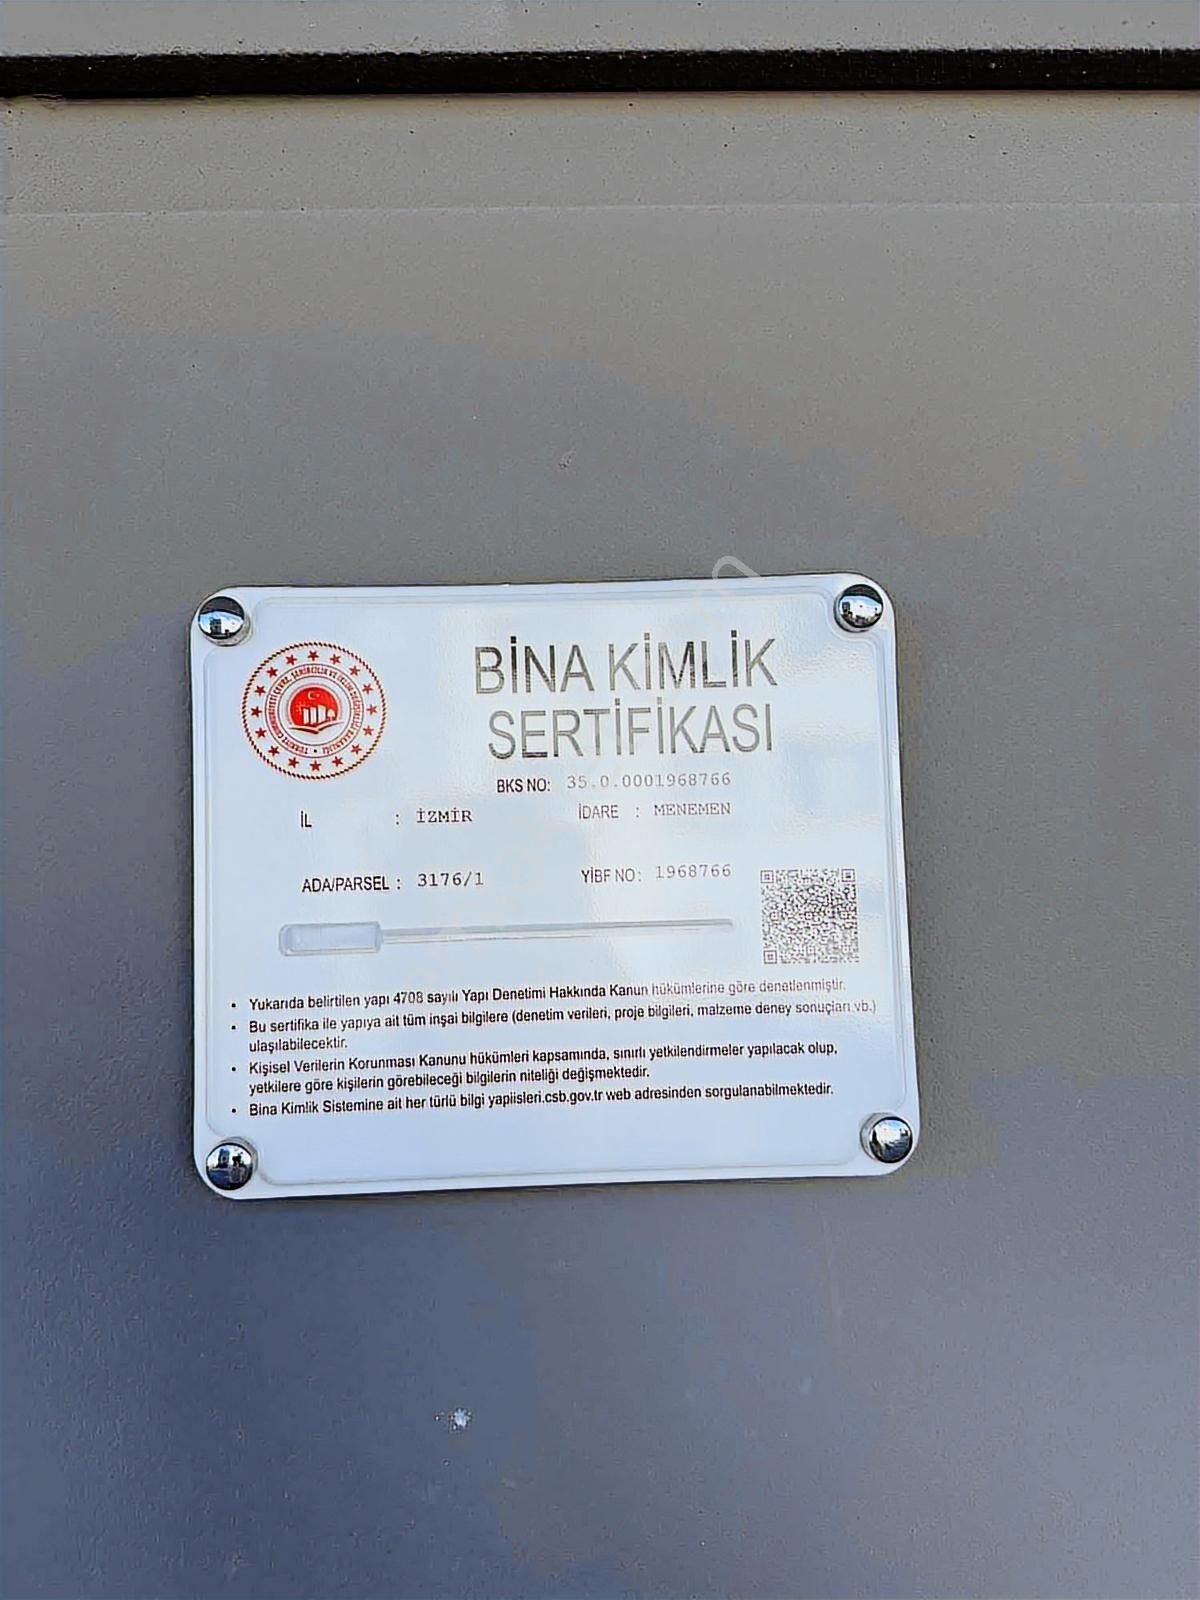 BİNA KİMLİK
SERTİFİKASI
BKS NO: 35.0.0001968766
İL : İZMİR İDARE : MENEMEN
ADA/PARSEL : 3176/1 YİBF NO: 1968766
• Yukarıda belirtilen yapı 4708 sayılı Yapı Denetimi Hakkında Kanun hükümlerine göre denetlenmiştir.
• Bu sertifika ile yapıya ait tüm inşai bilgilere (denetim verileri, proje bilgileri, malzeme deney sonuçları vb.)
ulaşılabilecektir.
• Kişisel Verilerin Korunması Kanunu hükümleri kapsamında, sınırlı yetkilendirmeler yapılacak olup,
yetkilere göre kişilerin görebileceği bilgilerin niteliği değişmektedir.
• Bina Kimlik Sistemine ait her türlü bilgi yapiisleri.csb.gov.tr web adresinden sorgulanabilmektedir.